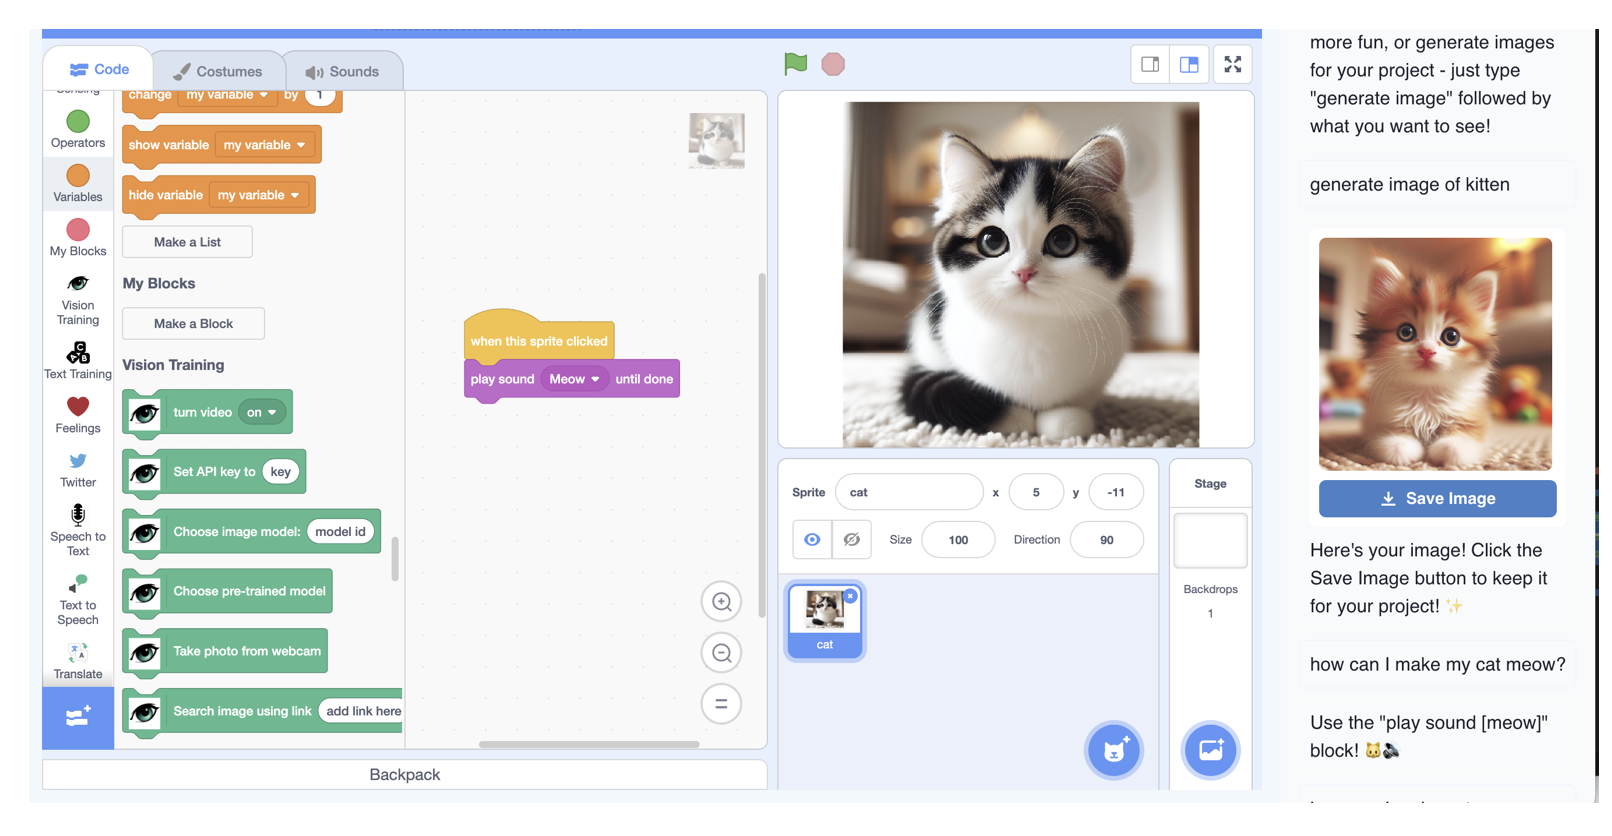 Code
Costumes
Sounds
Sensing
Operators
Variables
My Blocks
Vision
Training
Text Training
Feelings
Twitter
Speech to
Text
Text to
Speech
Translate
change my variable by 1
show variable my variable
hide variable my variable
Make a List
My Blocks
Make a Block
Vision Training
turn video on
Set API key to key
Choose image model: model id
Choose pre-trained model
Take photo from webcam
Search image using link add link here
when this sprite clicked
play sound Meow until done
Backpack
Sprite cat x 5 y -11
Size 100 Direction 90
cat
Stage
Backdrops
1
more fun, or generate images
for your project - just type
"generate image" followed by
what you want to see!
generate image of kitten
Save Image
Here's your image! Click the
Save Image button to keep it
for your project! ✨
how can I make my cat meow?
Use the "play sound [meow]"
block! 🐱🔊